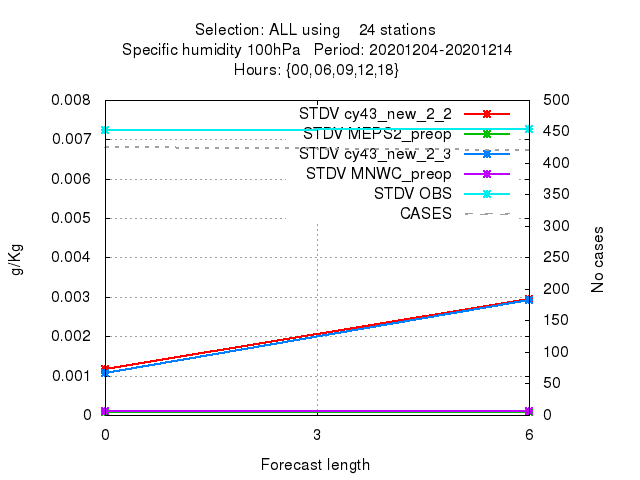 Selection: ALL using 24 stations
Specific humidity 100hPa Period: 20201204-20201214
Hours: {00,06,09,12,18}
0.008
0.007
0.006
0.005
0.004
0.003
0.002
0.001
0
g/Kg
STDV cy43_new_2_2
STDV MEPS2_preop
STDV cy43_new_2_3
STDV MNWC_preop
STDV OBS
CASES
500
450
400
350
300
250
200
150
100
50
0
No cases
0 3 6
Forecast length